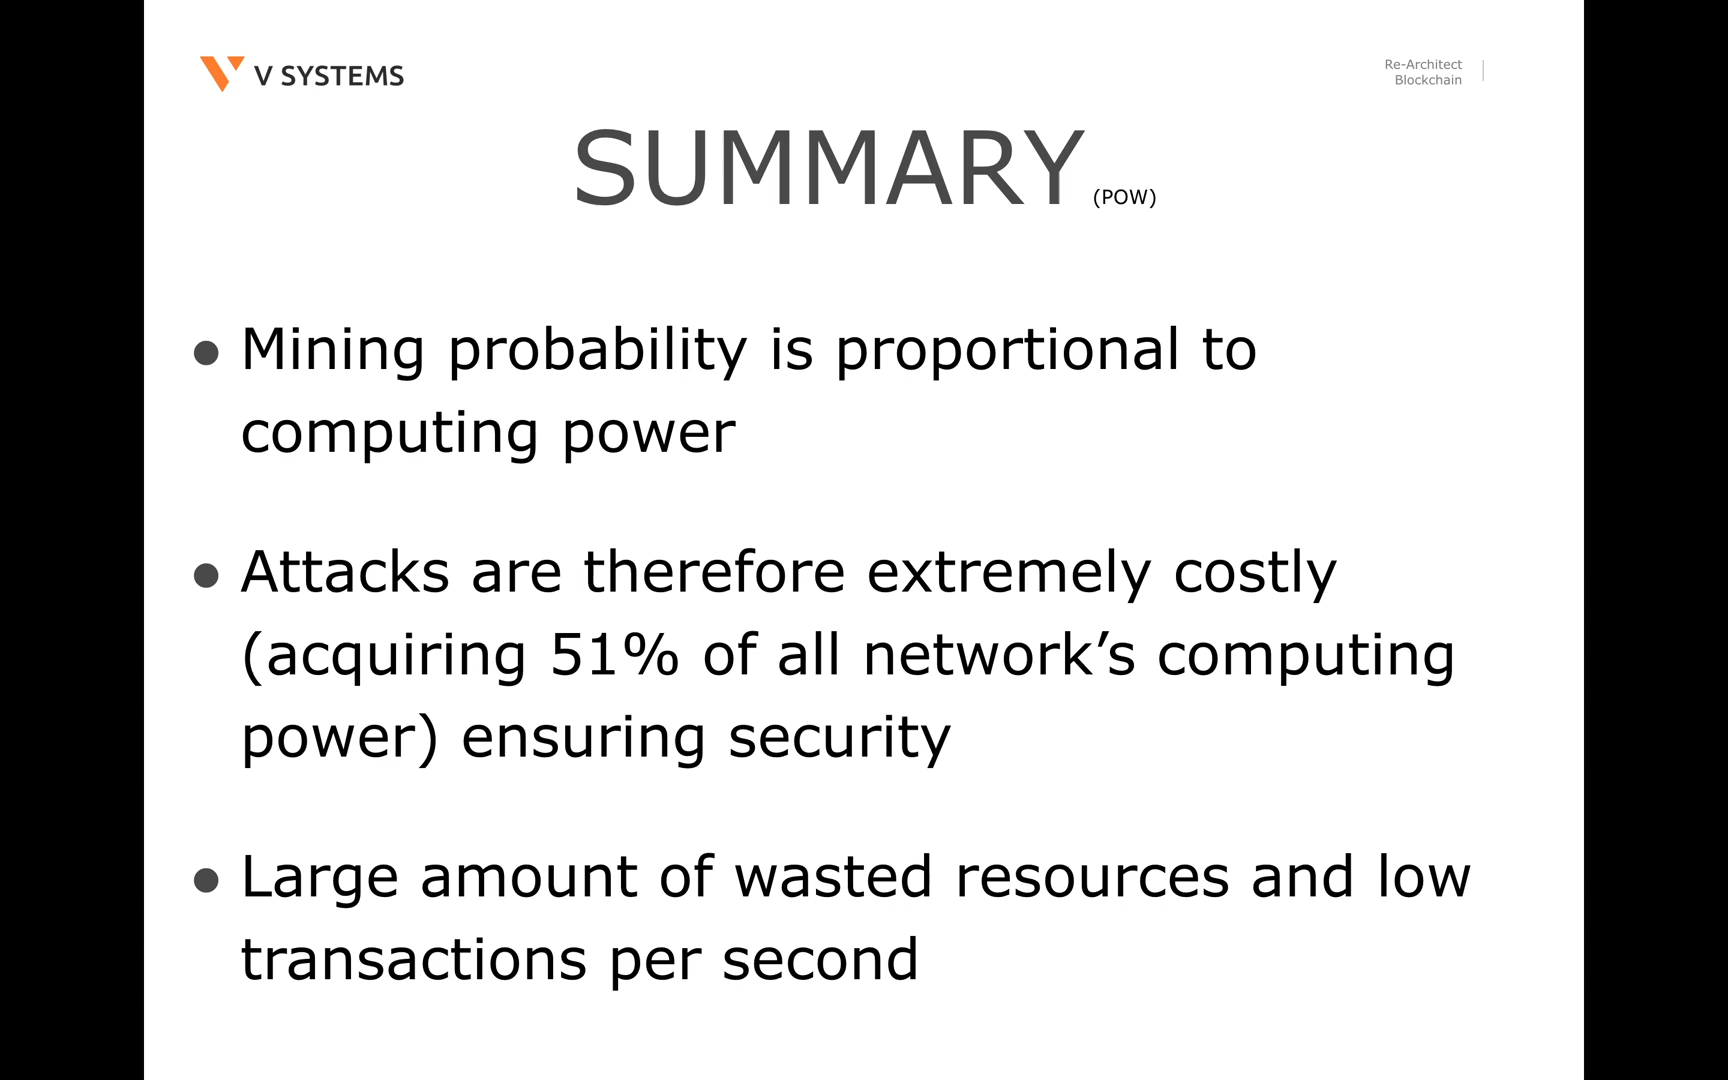 V SYSTEMS
Re-Architect
Blockchain
SUMMARY (POW)
● Mining probability is proportional to
computing power
● Attacks are therefore extremely costly
(acquiring 51% of all network’s computing
power) ensuring security
● Large amount of wasted resources and low
transactions per second